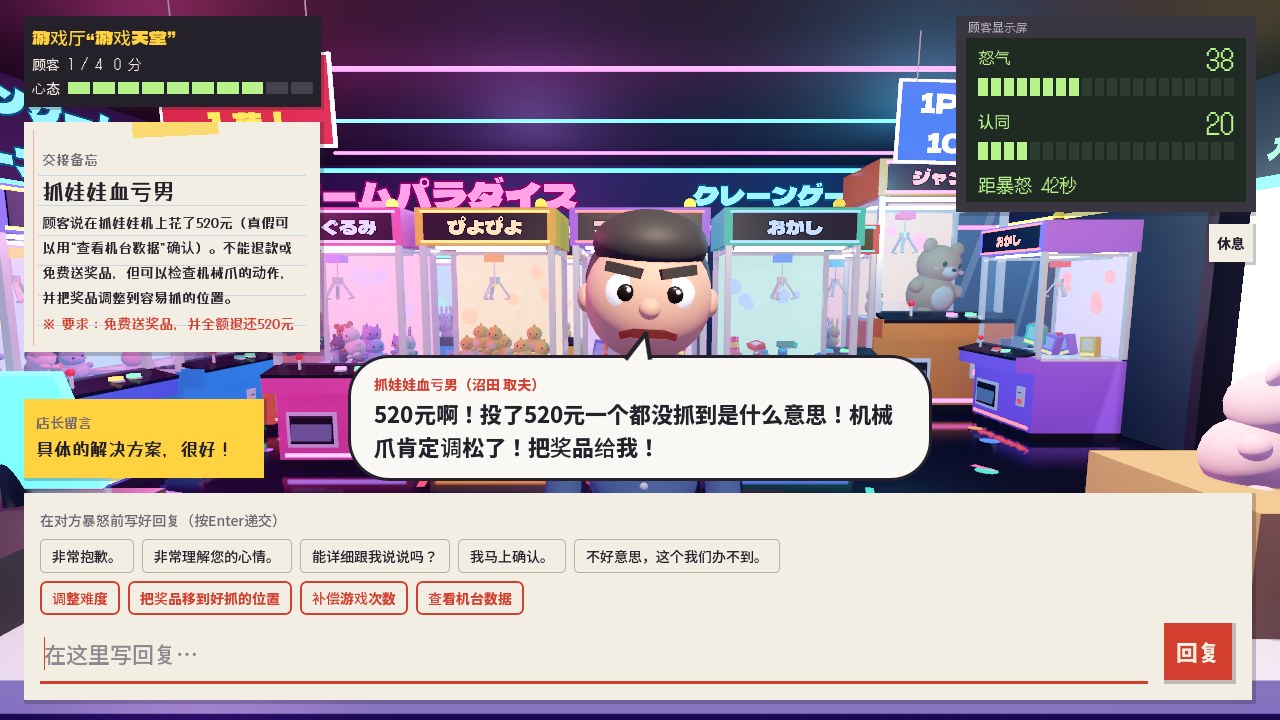 游戏厅“游戏天堂”
顾客 1/4 0分
心态
交接备忘
抓娃娃血亏男
顾客说在抓娃娃机上花了520元（真假可
以用“查看机台数据”确认）。不能退款或
免费送奖品，但可以检查机械爪的动作，
并把奖品调整到容易抓的位置。
※ 要求：免费送奖品，并全额退还520元
店长留言
具体的解决方案，很好！
顾客显示屏
怒气 38
认同 20
距暴怒 42秒
休息
1P
ームパラダイス
クレーンゲー
ジャン
ぐるみ
ぴよぴよ
おかし
おかし
抓娃娃血亏男（沼田 取夫）
520元啊！投了520元一个都没抓到是什么意思！机械
爪肯定调松了！把奖品给我！
在对方暴怒前写好回复（按Enter递交）
非常抱歉。
非常理解您的心情。
能详细跟我说说吗？
我马上确认。
不好意思，这个我们办不到。
调整难度
把奖品移到好抓的位置
补偿游戏次数
查看机台数据
在这里写回复…
回复